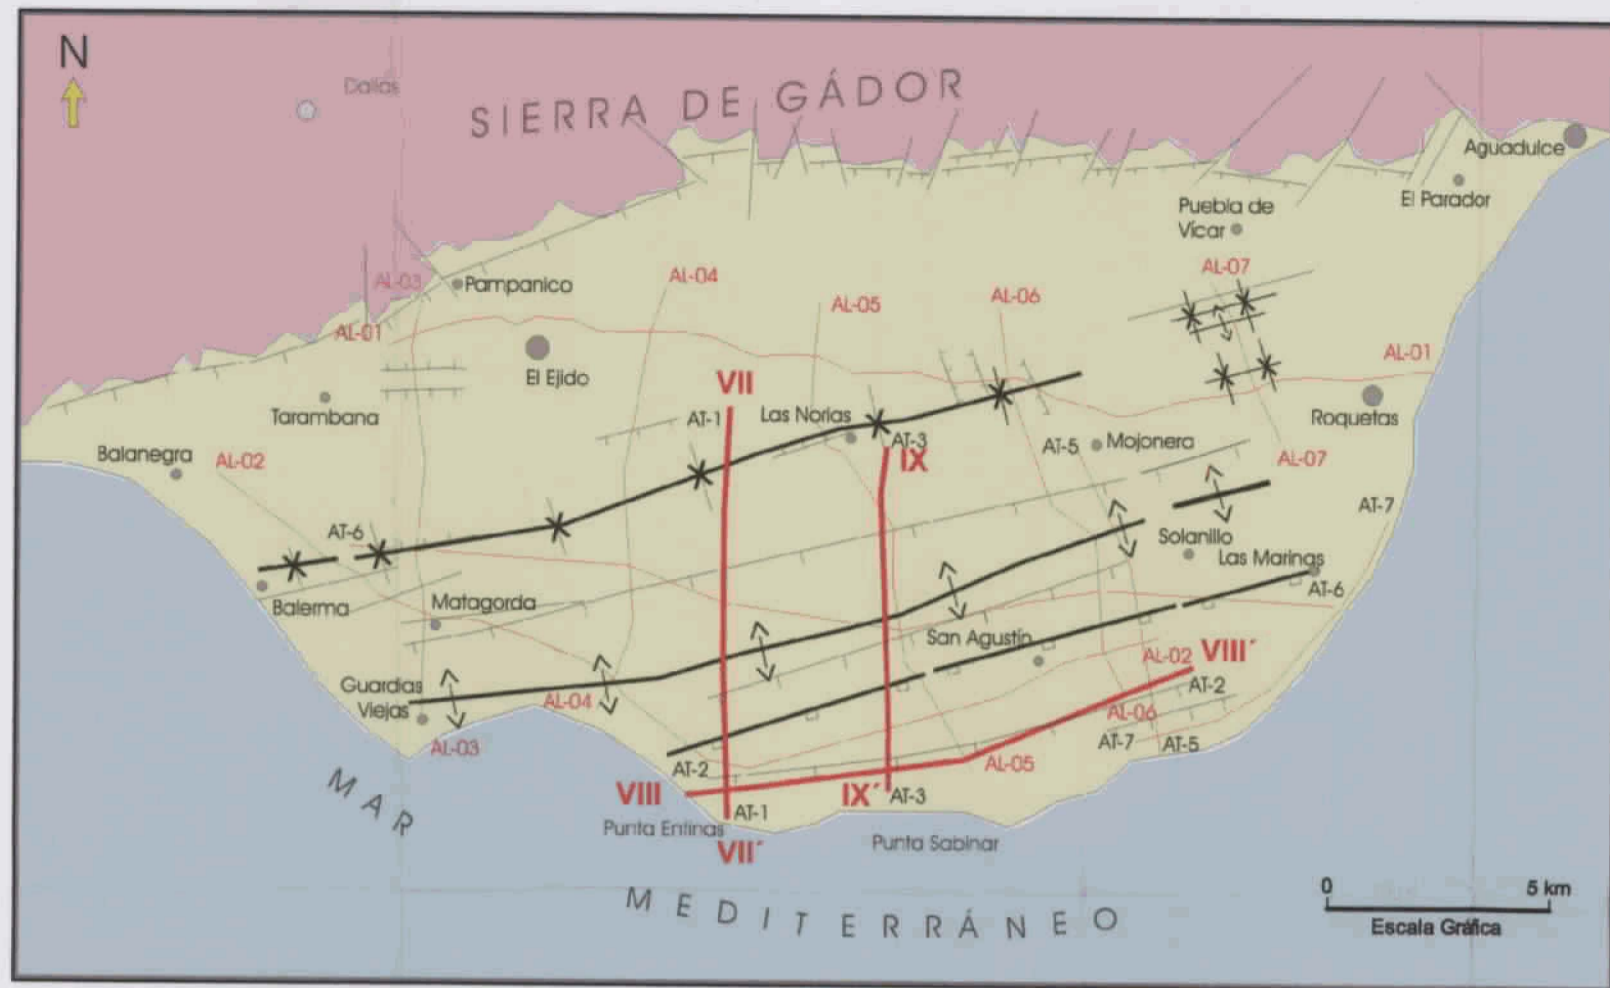 N
Dalías
SIERRA DE GÁDOR
Aguadulce
El Parador
Puebla de
Vícar
AL-07
AL-03
Pampanico
AL-04
AL-05
AL-06
AL-01
El Ejido
AL-01
Tarambana
VII
AT-1
Las Norias
AT-3
IX
AT-5
Mojonera
Roquetas
Balanegra
AL-02
AL-07
AT-7
AT-6
Solanillo
Las Marinas
AT-6
Balerma
Matagorda
San Agustín
AL-02
VIII´
Guardias
Viejas
AL-04
AT-2
AL-06
AL-03
AT-7
AT-5
AT-2
AL-05
VIII
IX´
AT-3
AT-1
Punta Entinas
VII´
Punta Sabinar
MAR
MEDITERRÁNEO
0
5 km
Escala Gráfica